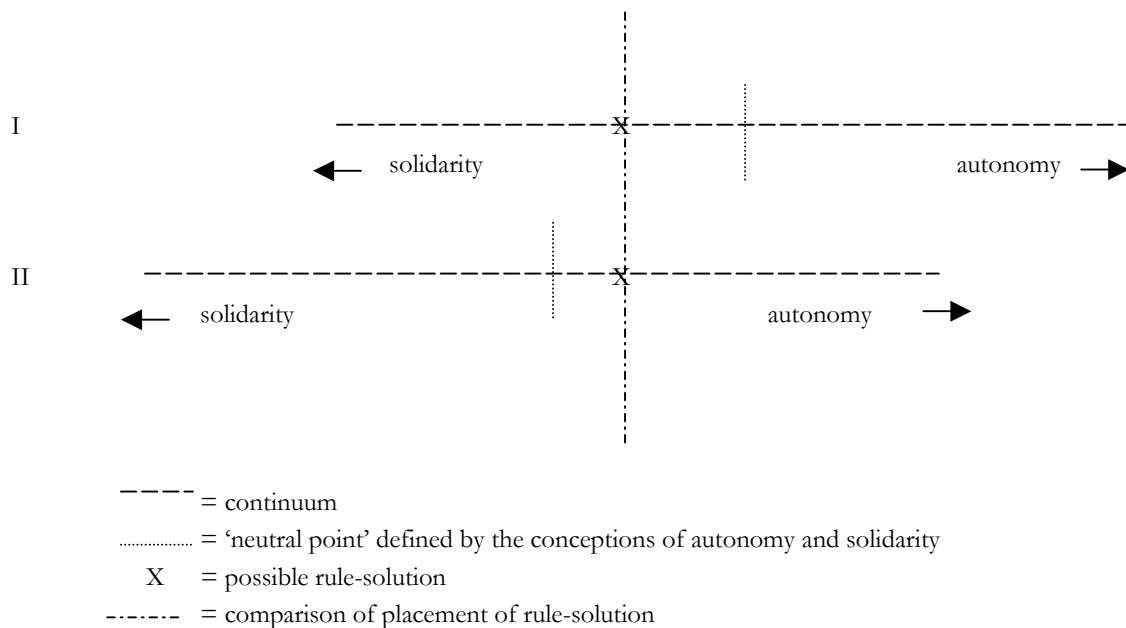 I
X
solidarity autonomy
II
X
solidarity autonomy
= continuum
= ‘neutral point’ defined by the conceptions of autonomy and solidarity
X = possible rule-solution
= comparison of placement of rule-solution